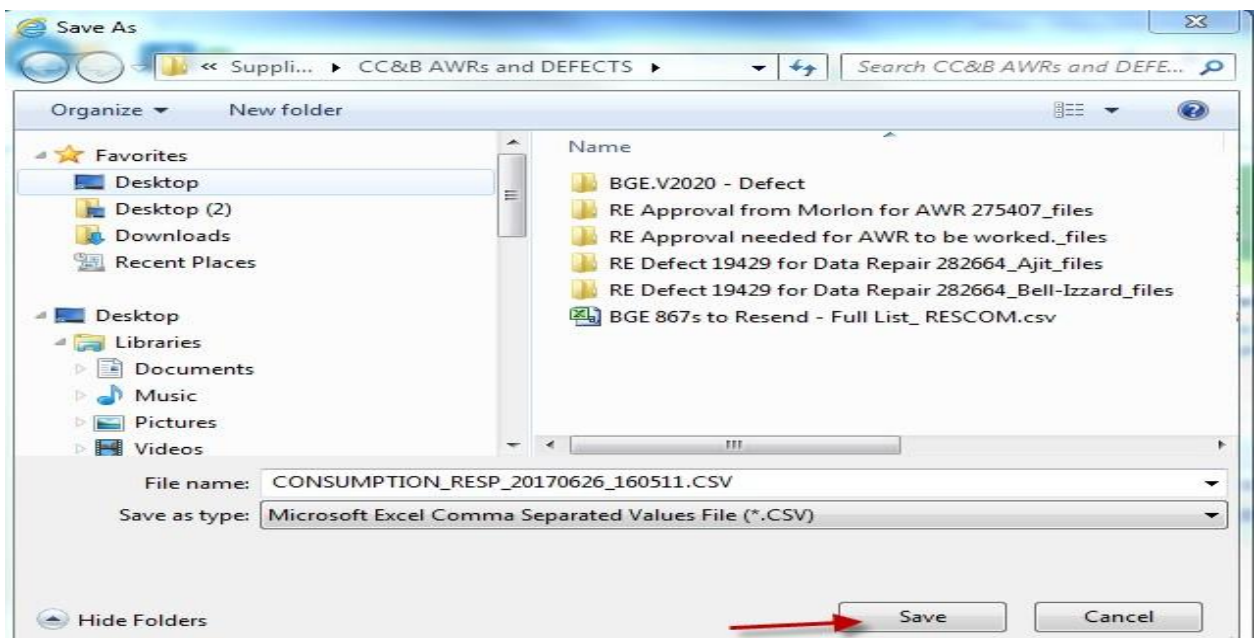 Save As
« Suppli... ▸ CC&B AWRs and DEFECTS ▸ Search CC&B AWRs and DEFE...
Organize New folder
Name
Favorites
Desktop
Desktop (2)
Downloads
Recent Places
Desktop
Libraries
Documents
Music
Pictures
Videos
BGE.V2020 - Defect
RE Approval from Morlon for AWR 275407_files
RE Approval needed for AWR to be worked._files
RE Defect 19429 for Data Repair 282664_Ajit_files
RE Defect 19429 for Data Repair 282664_Bell-Izzard_files
BGE 867s to Resend - Full List_ RESCOM.csv
File name: CONSUMPTION_RESP_20170626_160511.CSV
Save as type: Microsoft Excel Comma Separated Values File (*.CSV)
Hide Folders Save Cancel